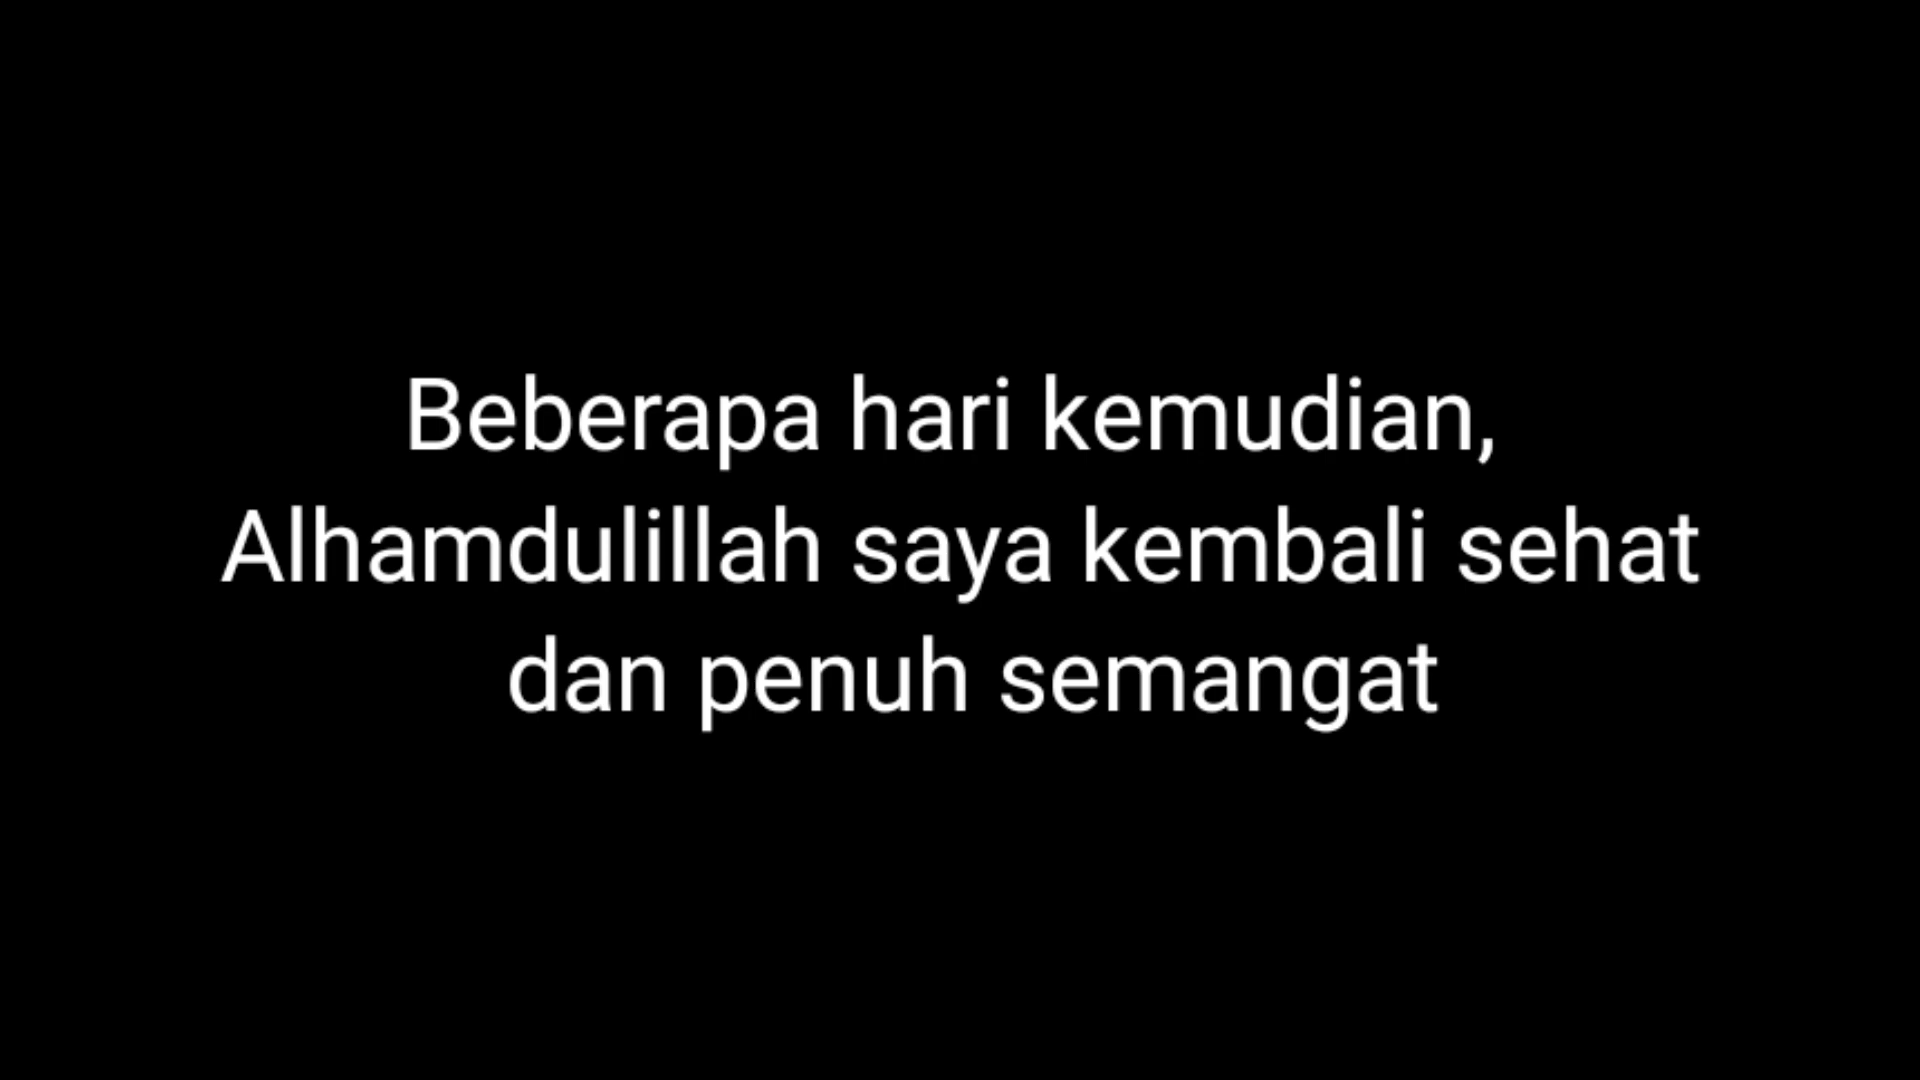 Beberapa hari kemudian,
Alhamdulillah saya kembali sehat
dan penuh semangat